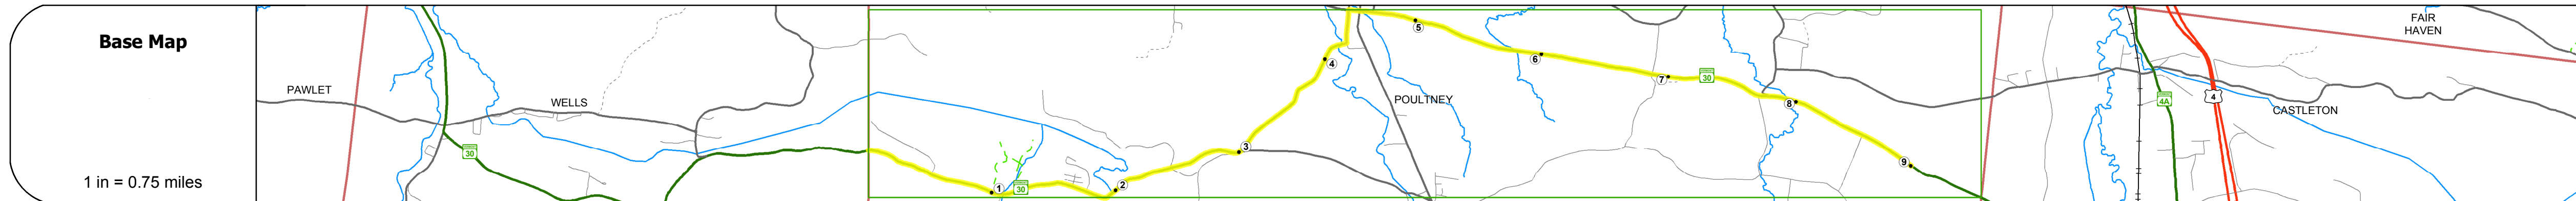 Base Map
1 in = 0.75 miles
PAWLET
WELLS
30
1
30
2
3
4
5
6
7
30
8
9
POULTNEY
4A
4
CASTLETON
FAIR
HAVEN